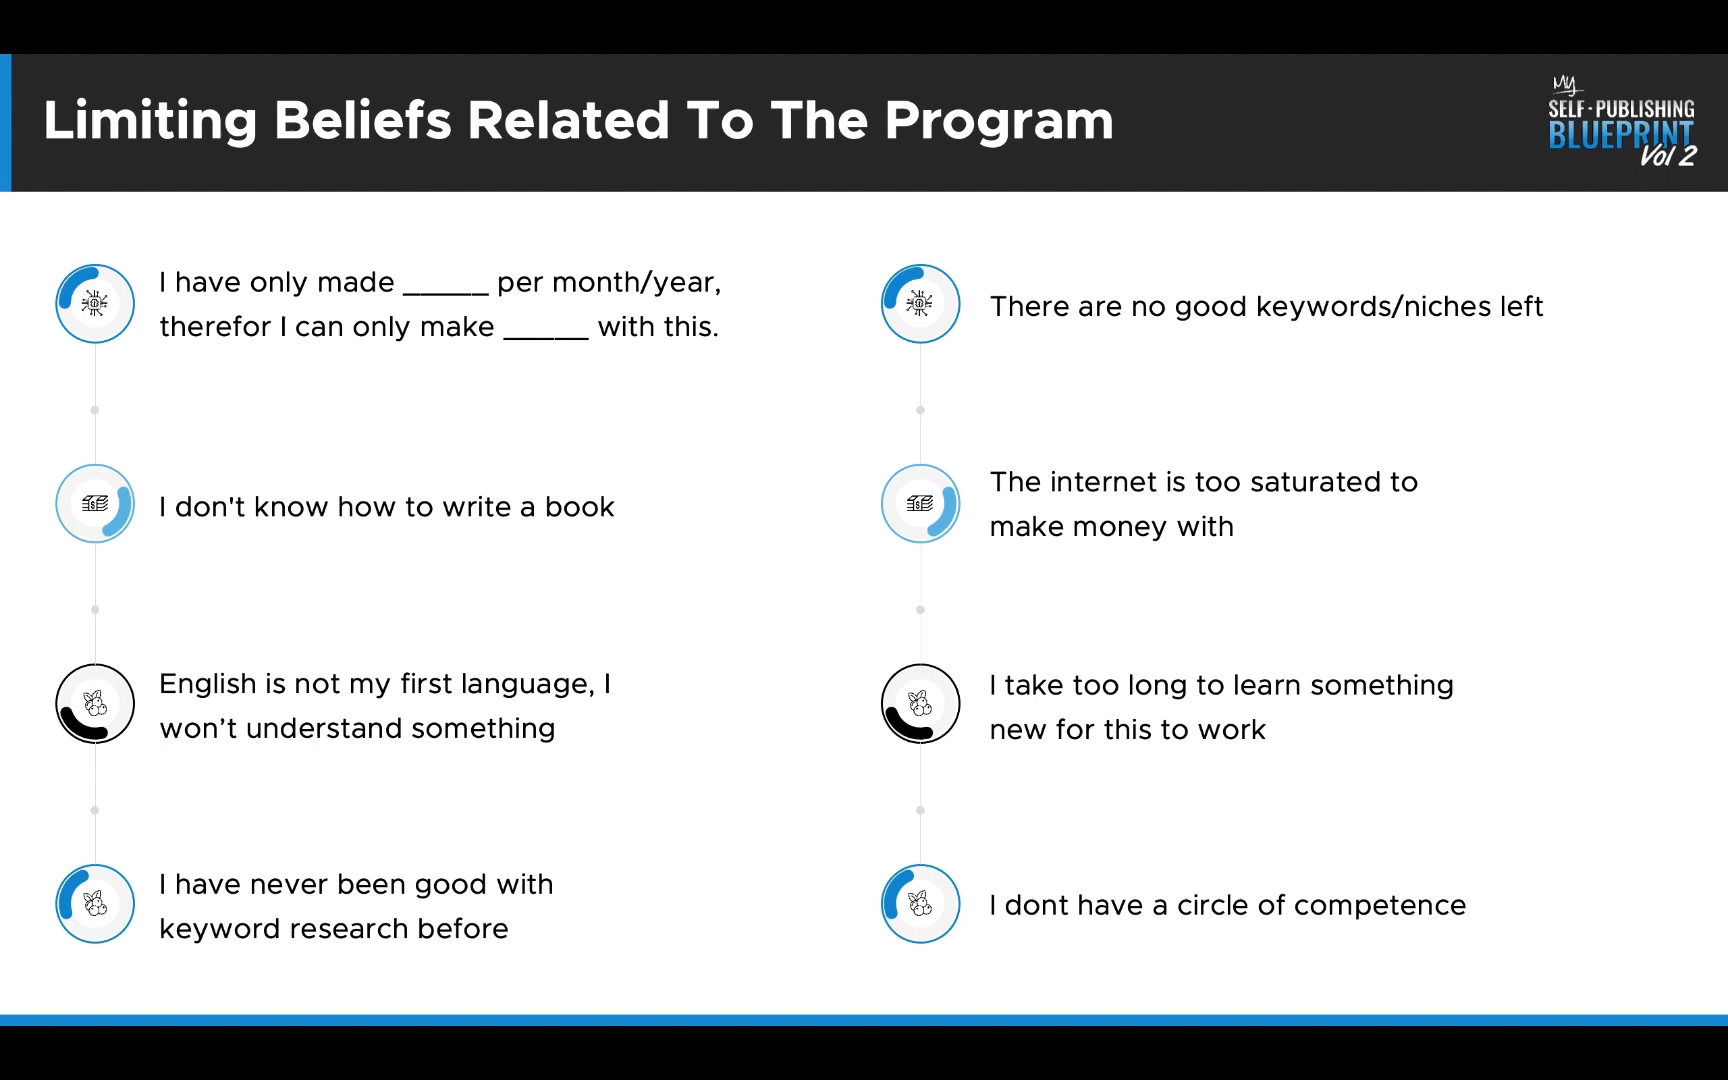 Limiting Beliefs Related To The Program
My
SELF-PUBLISHING
BLUEPRINT
Vol 2
I have only made ______ per month/year,
therefor I can only make ______ with this.
I don't know how to write a book
English is not my first language, I
won’t understand something
I have never been good with
keyword research before
There are no good keywords/niches left
The internet is too saturated to
make money with
I take too long to learn something
new for this to work
I dont have a circle of competence